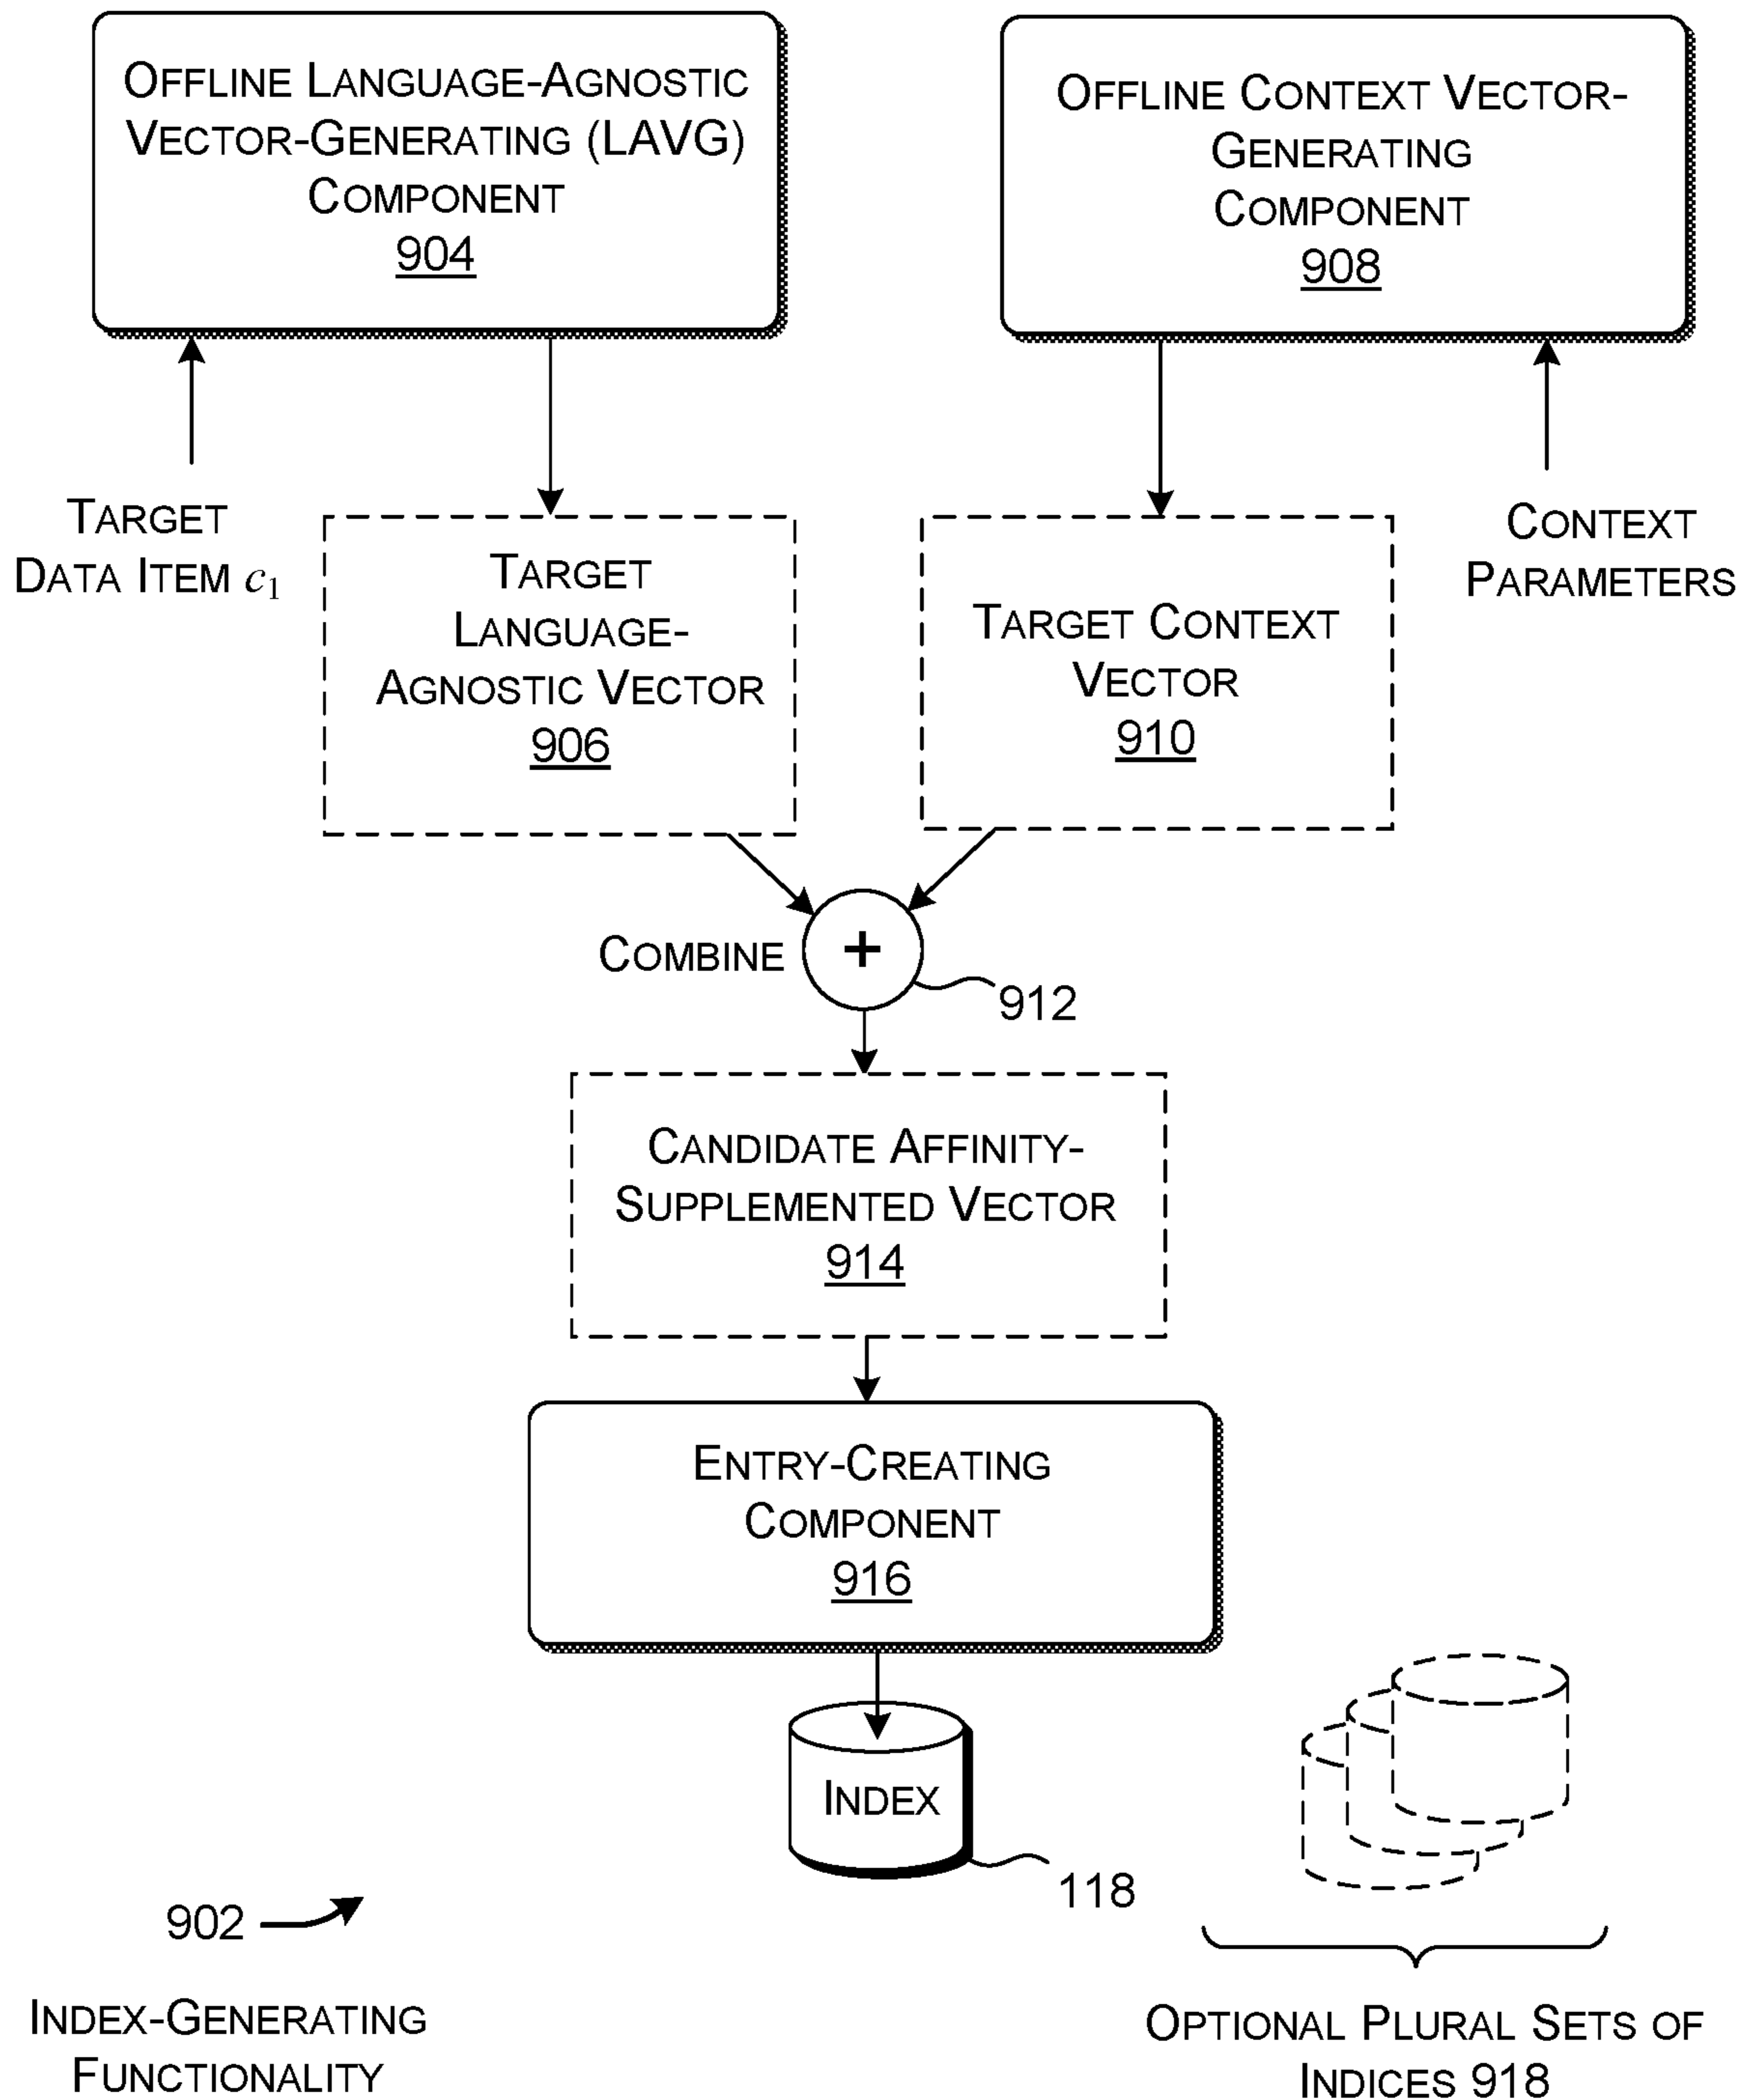 OFFLINE LANGUAGE-AGNOSTIC
VECTOR-GENERATING (LAVG)
COMPONENT
904
OFFLINE CONTEXT VECTOR-
GENERATING
COMPONENT
908
TARGET
DATA ITEM c₁
CONTEXT
PARAMETERS
TARGET
LANGUAGE-
AGNOSTIC VECTOR
906
TARGET CONTEXT
VECTOR
910
COMBINE
+
912
CANDIDATE AFFINITY-
SUPPLEMENTED VECTOR
914
ENTRY-CREATING
COMPONENT
916
INDEX
118
902
INDEX-GENERATING
FUNCTIONALITY
OPTIONAL PLURAL SETS OF
INDICES 918